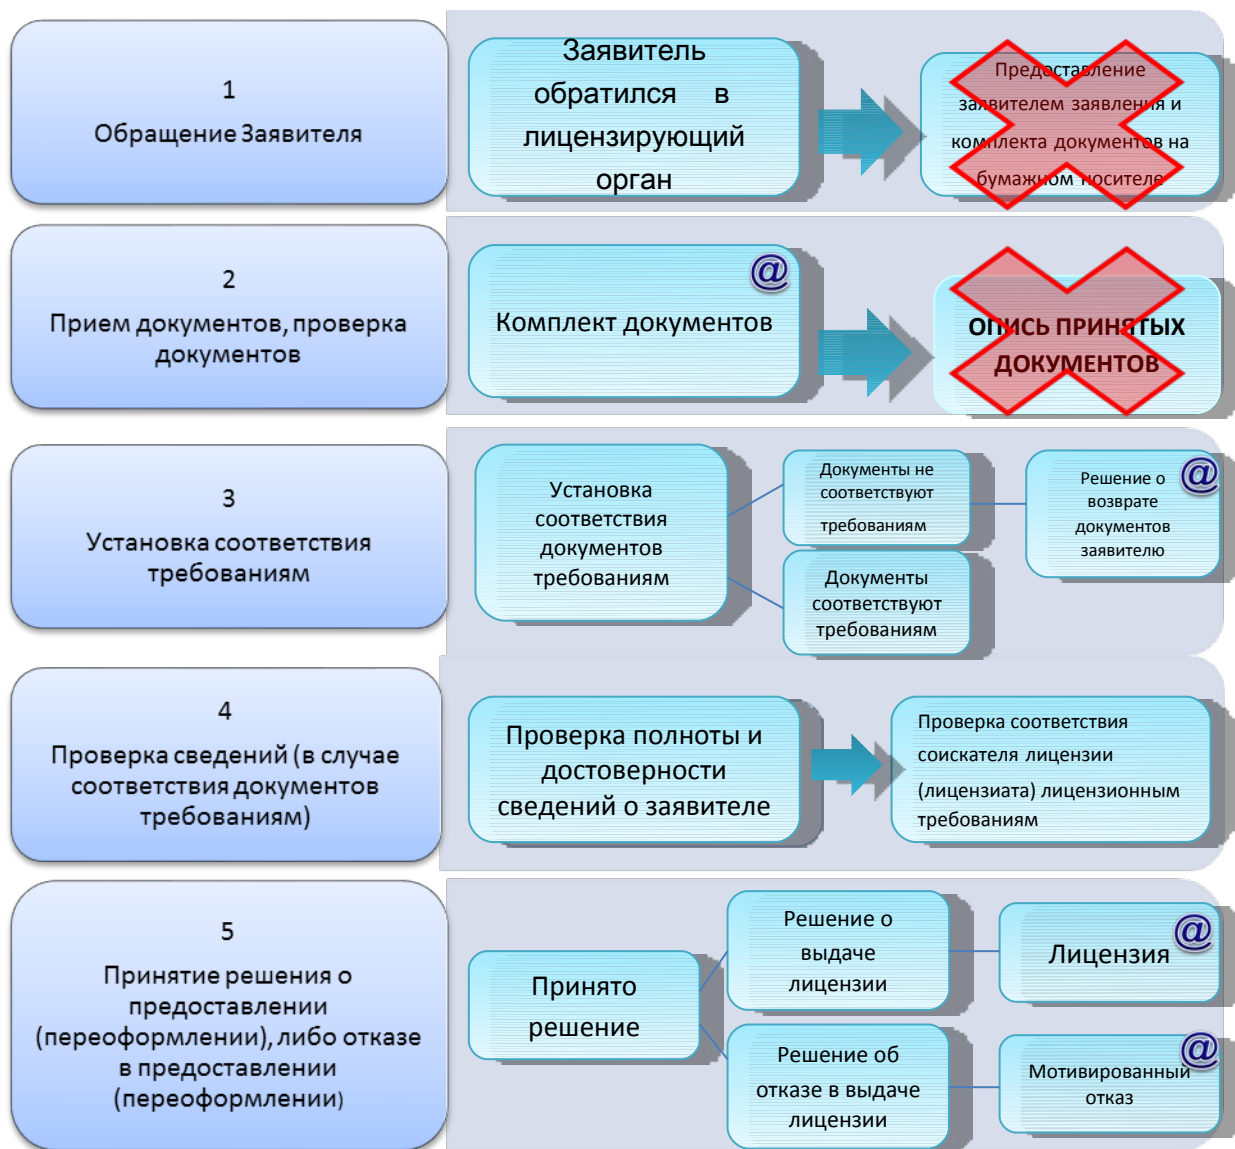 1
Обращение Заявителя
Заявитель
обратился в
лицензирующий
орган
Предоставление
заявителем заявления и
комплекта документов на
бумажном носителе
2
Прием документов, проверка
документов
@
Комплект документов
ОПИСЬ ПРИНЯТЫХ
ДОКУМЕНТОВ
3
Установка соответствия
требованиям
Установка
соответствия
документов
требованиям
Документы не
соответствуют
требованиям
@
Решение о
возврате
документов
заявителю
Документы
соответствуют
требованиям
4
Проверка сведений (в случае
соответствия документов
требованиям)
Проверка полноты и
достоверности
сведений о заявителе
Проверка соответствия
соискателя лицензии
(лицензиата) лицензионным
требованиям
5
Принятие решения о
предоставлении
(переоформлении), либо отказе
в предоставлении
(переоформлении)
Принято
решение
Решение о
выдаче
лицензии
@
Лицензия
Решение об
отказе в выдаче
лицензии
@
Мотивированный
отказ